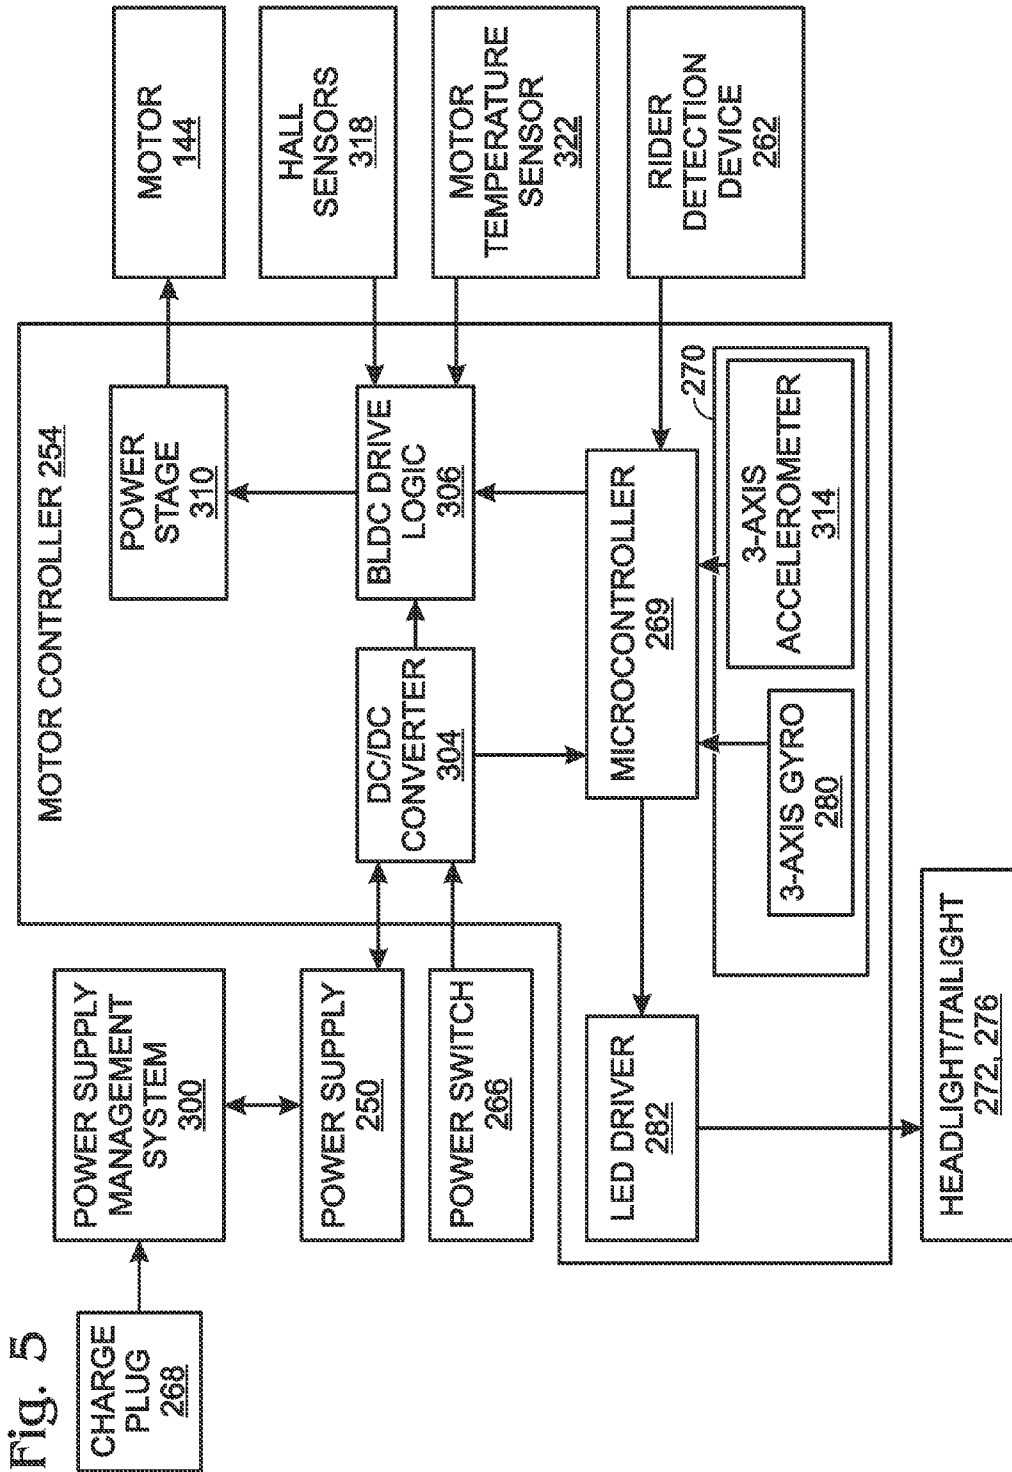 Fig. 5
CHARGE
PLUG
268
POWER SUPPLY
MANAGEMENT
SYSTEM
300
POWER SUPPLY
250
POWER SWITCH
266
MOTOR CONTROLLER 254
POWER
STAGE
310
DC/DC
CONVERTER
304
BLDC DRIVE
LOGIC
306
LED DRIVER
282
MICROCONTROLLER
269
270
3-AXIS GYRO
280
3-AXIS
ACCELEROMETER
314
MOTOR
144
HALL
SENSORS
318
MOTOR
TEMPERATURE
SENSOR
322
RIDER
DETECTION
DEVICE
262
HEADLIGHT/TAILIGHT
272, 276